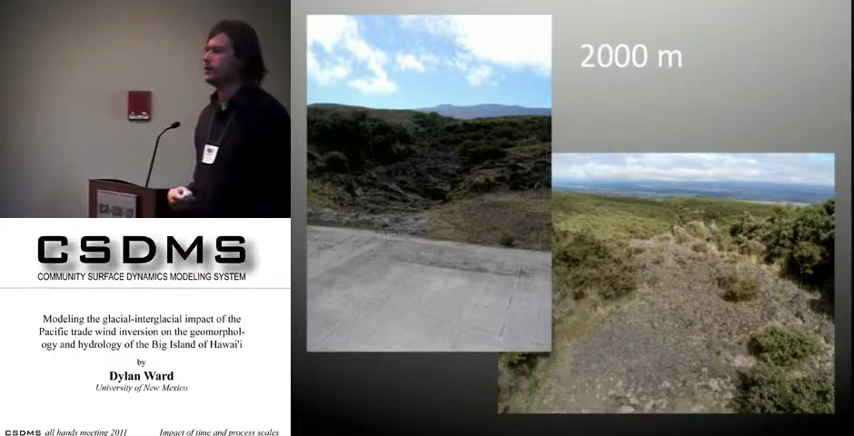 2000 m
CSDMS
COMMUNITY SURFACE DYNAMICS MODELING SYSTEM
Modeling the glacial-interglacial impact of the
Pacific trade wind inversion on the geomorphol-
ogy and hydrology of the Big Island of Hawai'i
by
Dylan Ward
University of New Mexico
CSDMS all hands meeting 2011 Impact of time and process scales